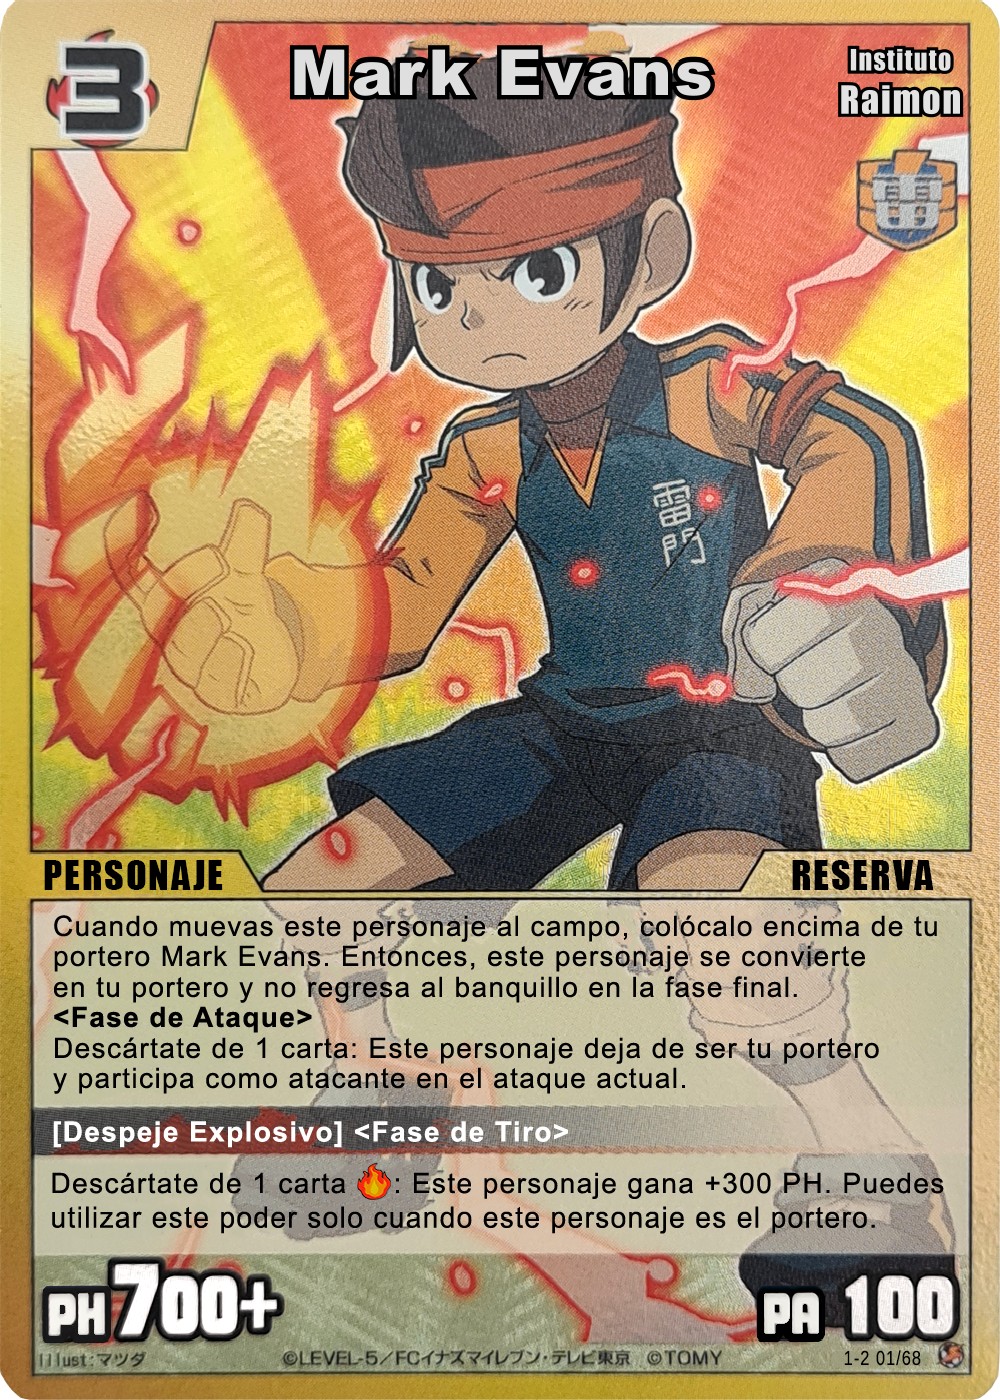 3
Mark Evans
Instituto
Raimon
雷門
PERSONAJE
RESERVA
Cuando muevas este personaje al campo, colócalo encima de tu
portero Mark Evans. Entonces, este personaje se convierte
en tu portero y no regresa al banquillo en la fase final.
<Fase de Ataque>
Descártate de 1 carta: Este personaje deja de ser tu portero
y participa como atacante en el ataque actual.
[Despeje Explosivo] <Fase de Tiro>
Descártate de 1 carta : Este personaje gana +300 PH. Puedes
utilizar este poder solo cuando este personaje es el portero.
PH 700+
PA 100
Illust:マツダ
©LEVEL-5／FCイナズマイレブン・テレビ東京 ©TOMY
1-2 01/68